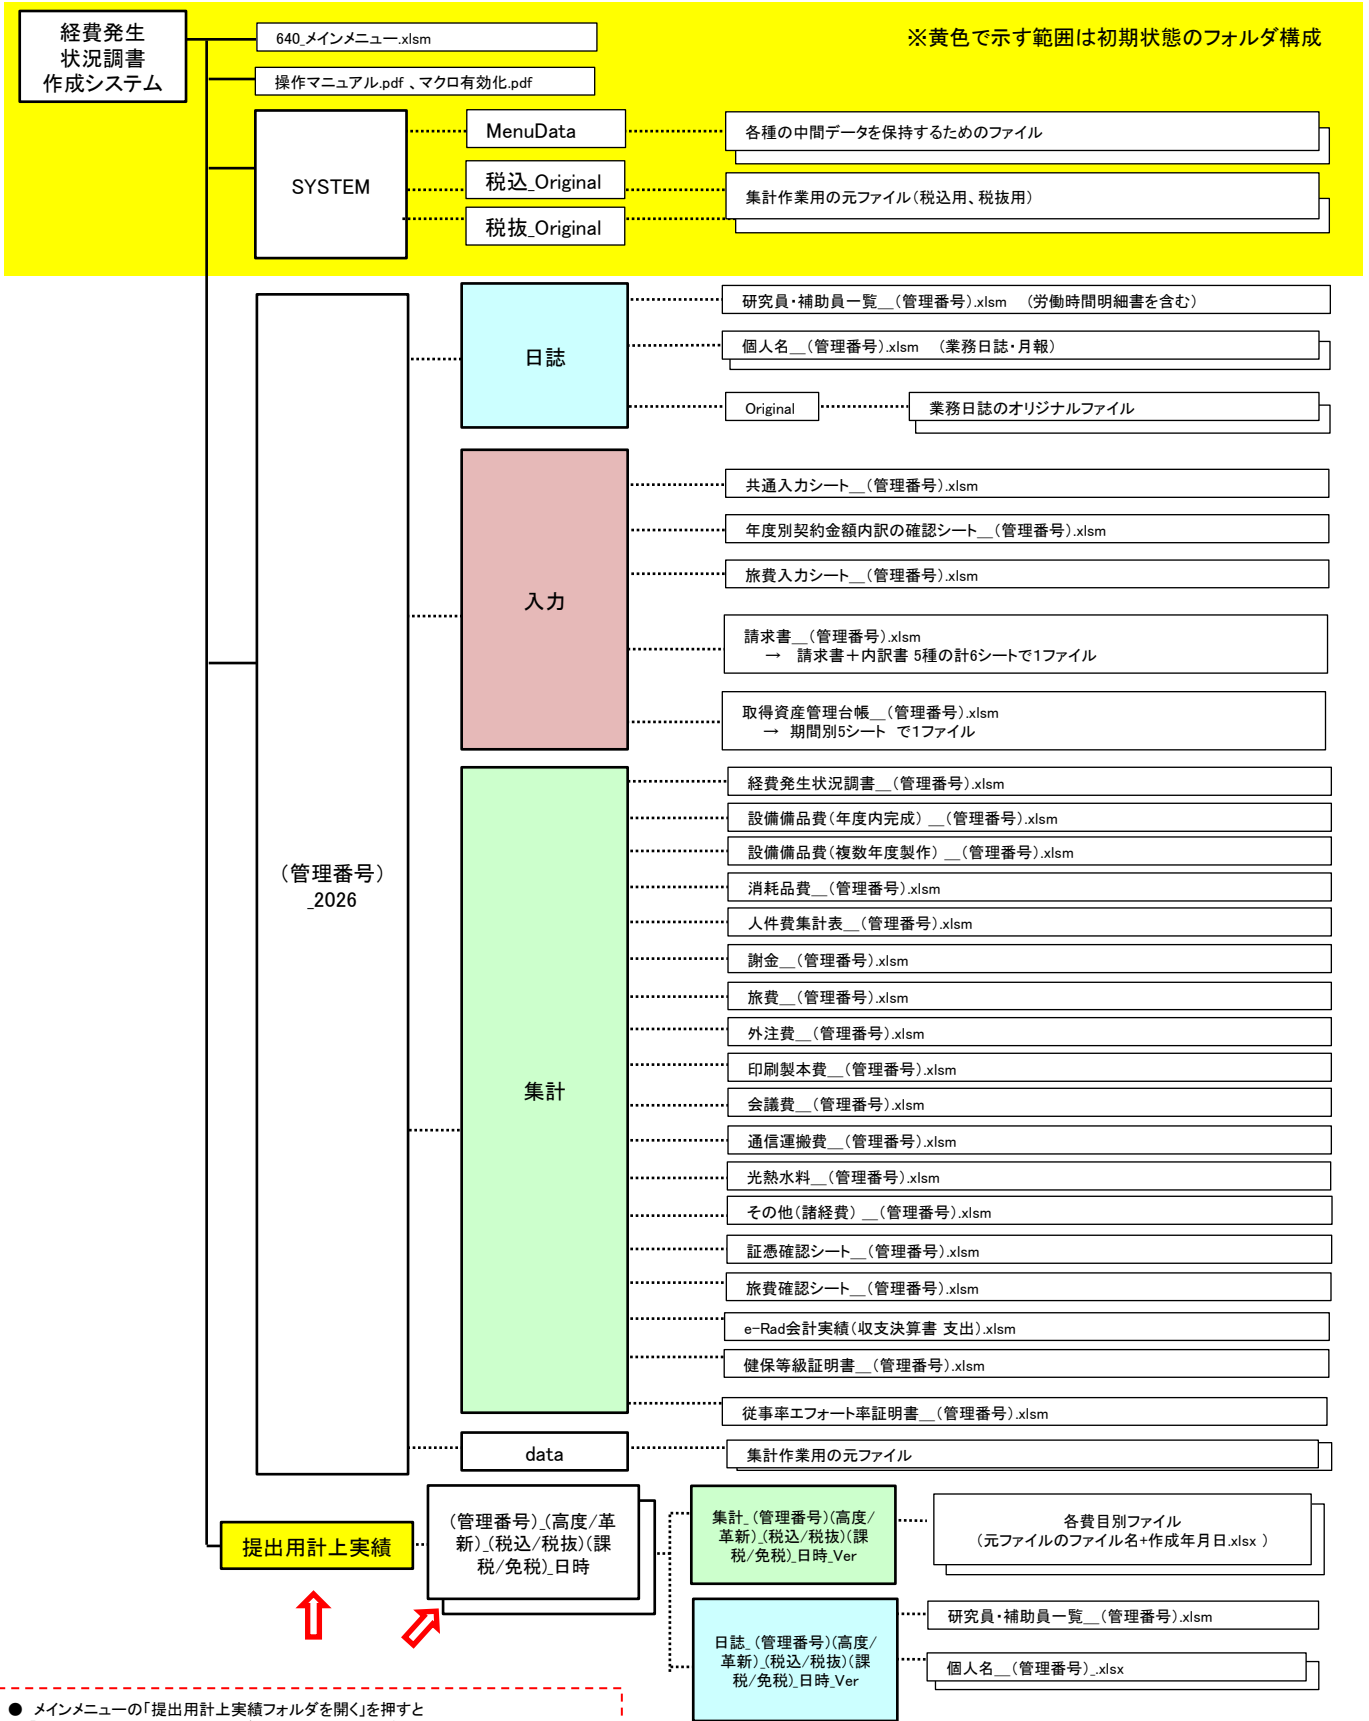 経費発生
状況調書
作成システム
640_メインメニュー.xlsm
※黄色で示す範囲は初期状態のフォルダ構成
操作マニュアル.pdf 、マクロ有効化.pdf
SYSTEM
MenuData
各種の中間データを保持するためのファイル
税込_Original
集計作業用の元ファイル（税込用、税抜用）
税抜_Original
（管理番号）
_2026
日誌
研究員・補助員一覧__（管理番号）.xlsm　（労働時間明細書を含む）
個人名__（管理番号）.xlsm　（業務日誌・月報）
Original
業務日誌のオリジナルファイル
入力
共通入力シート__（管理番号）.xlsm
年度別契約金額内訳の確認シート__（管理番号）.xlsm
旅費入力シート__（管理番号）.xlsm
請求書__（管理番号）.xlsm
→　請求書＋内訳書 5種の計6シートで1ファイル
取得資産管理台帳__（管理番号）.xlsm
→　期間別5シート　で1ファイル
集計
経費発生状況調書__（管理番号）.xlsm
設備備品費（年度内完成） __（管理番号）.xlsm
設備備品費（複数年度製作） __（管理番号）.xlsm
消耗品費__（管理番号）.xlsm
人件費集計表__（管理番号）.xlsm
謝金__（管理番号）.xlsm
旅費__（管理番号）.xlsm
外注費__（管理番号）.xlsm
印刷製本費__（管理番号）.xlsm
会議費__（管理番号）.xlsm
通信運搬費__（管理番号）.xlsm
光熱水料__（管理番号）.xlsm
その他（諸経費） __（管理番号）.xlsm
証憑確認シート__（管理番号）.xlsm
旅費確認シート__（管理番号）.xlsm
e-Rad会計実績（収支決算書 支出）.xlsm
健保等級証明書__（管理番号）.xlsm
従事率エフォート率証明書__（管理番号）.xlsm
data
集計作業用の元ファイル
提出用計上実績
(管理番号)_(高度/革
新)_(税込/税抜)(課
税/免税)_日時
集計_（管理番号)(高度/
革新)_(税込/税抜)(課
税/免税)_日時_Ver
各費目別ファイル
（元ファイルのファイル名+作成年月日.xlsx ）
日誌_（管理番号)(高度/
革新)_(税込/税抜)(課
税/免税)_日時_Ver
研究員・補助員一覧__（管理番号）.xlsm
個人名__（管理番号）_.xlsx
●　メインメニューの「提出用計上実績フォルダを開く」を押すと